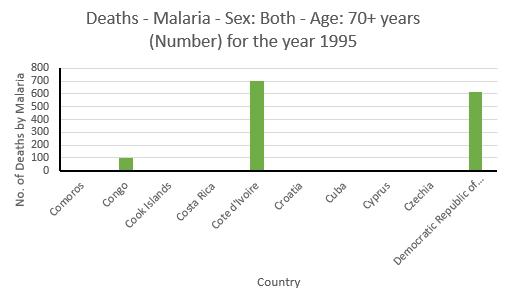 Deaths - Malaria - Sex: Both - Age: 70+ years
(Number) for the year 1995
No. of Deaths by Malaria
800
700
600
500
400
300
200
100
0
Comoros
Congo
Cook Islands
Costa Rica
Cote d'Ivoire
Croatia
Cuba
Cyprus
Czechia
Democratic Republic of...
Country